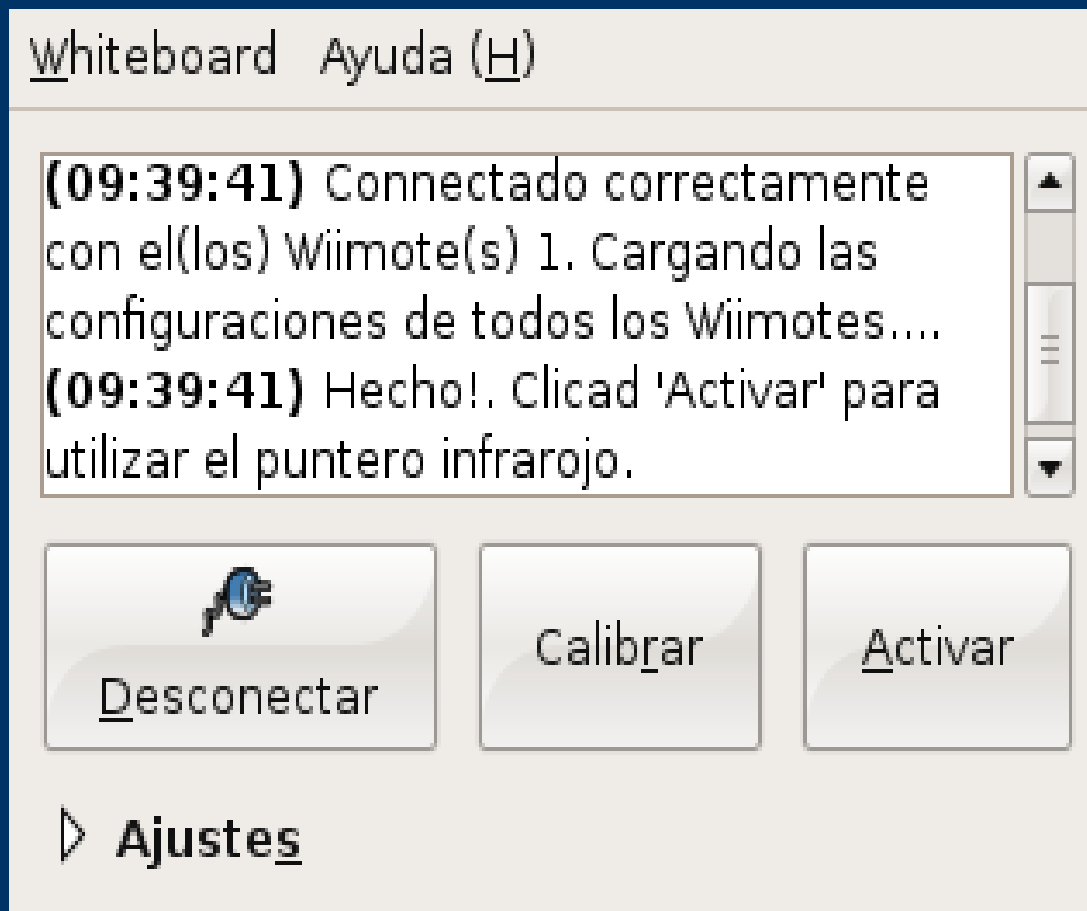 Whiteboard Ayuda (H)
(09:39:41) Connectado correctamente
con el(los) Wiimote(s) 1. Cargando las
configuraciones de todos los Wiimotes....
(09:39:41) Hecho!. Clicad 'Activar' para
utilizar el puntero infrarojo.
Desconectar
Calibrar
Activar
Ajustes